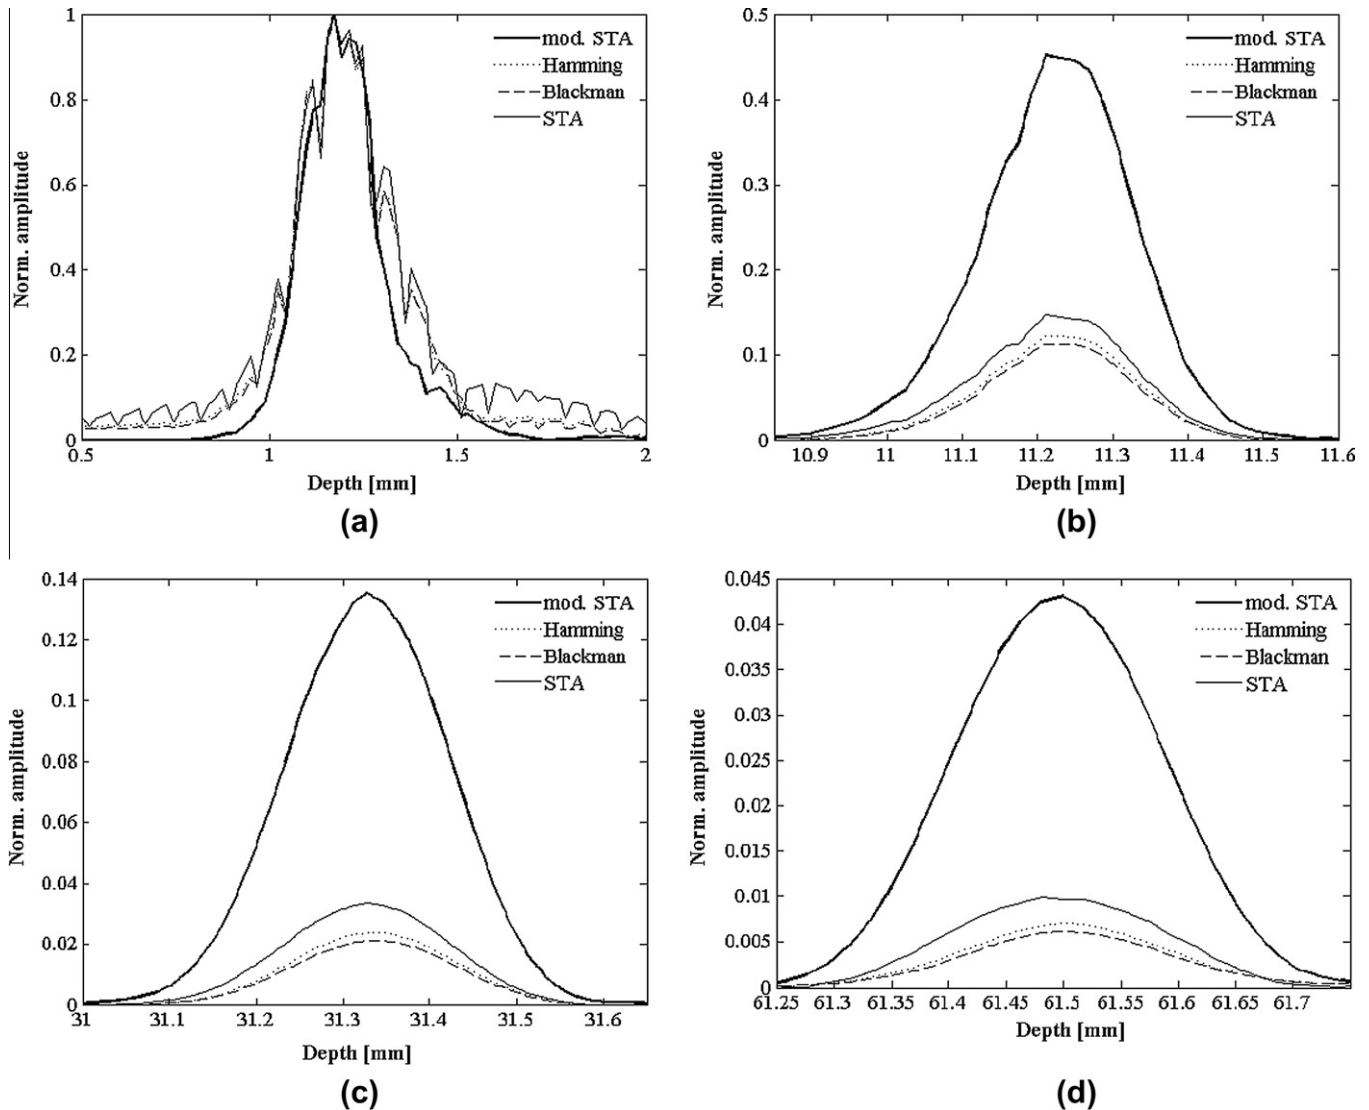 1
0.8
0.6
0.4
0.2
0
Norm. amplitude
0.5
1
1.5
2
Depth [mm]
mod. STA
Hamming
Blackman
STA
(a)
0.5
0.4
0.3
0.2
0.1
0
Norm. amplitude
10.9
11
11.1
11.2
11.3
11.4
11.5
11.6
Depth [mm]
mod. STA
Hamming
Blackman
STA
(b)
0.14
0.12
0.1
0.08
0.06
0.04
0.02
0
Norm. amplitude
31
31.1
31.2
31.3
31.4
31.5
31.6
Depth [mm]
mod. STA
Hamming
Blackman
STA
(c)
0.045
0.04
0.035
0.03
0.025
0.02
0.015
0.01
0.005
0
Norm. amplitude
61.25
61.3
61.35
61.4
61.45
61.5
61.55
61.6
61.65
61.7
Depth [mm]
mod. STA
Hamming
Blackman
STA
(d)